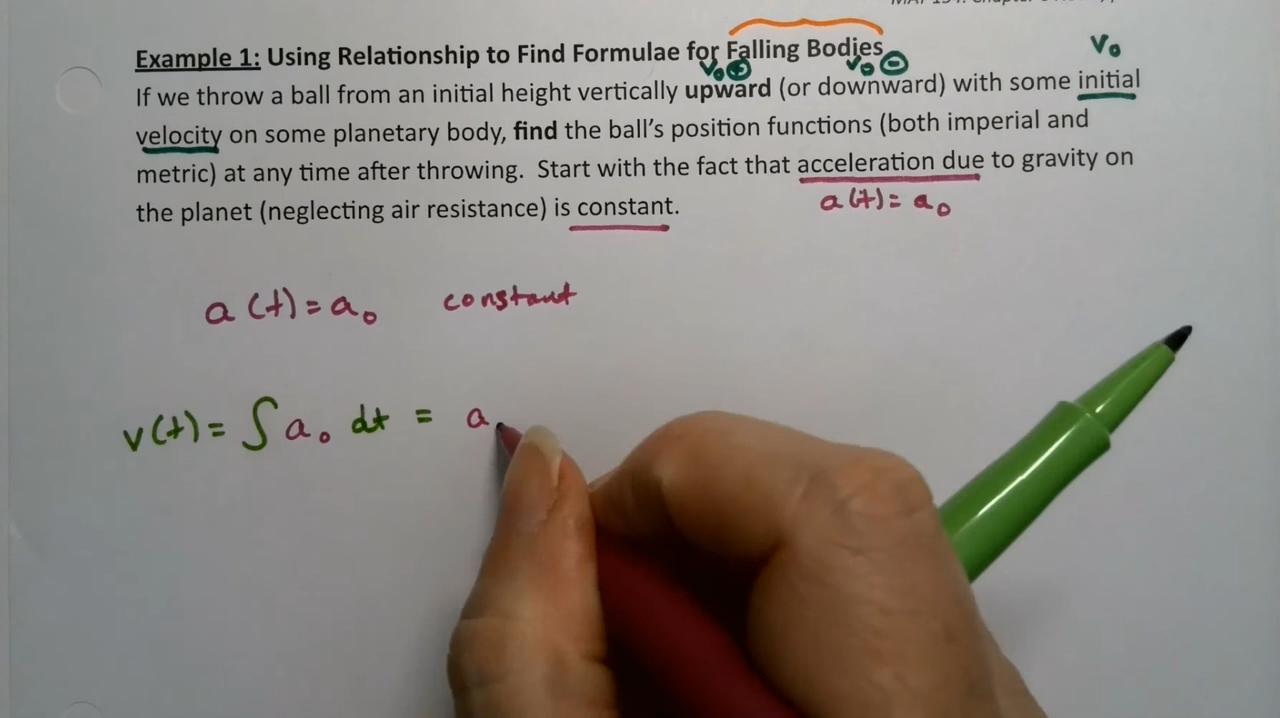 v₀
Example 1: Using Relationship to Find Formulae for Falling Bodies
v₀ ⊕ v₀ ⊖
If we throw a ball from an initial height vertically upward (or downward) with some initial
velocity on some planetary body, find the ball's position functions (both imperial and
metric) at any time after throwing. Start with the fact that acceleration due to gravity on
the planet (neglecting air resistance) is constant.
a(t) = a₀
a(t) = a₀ constant
v(t) = ∫ a₀ dt = a